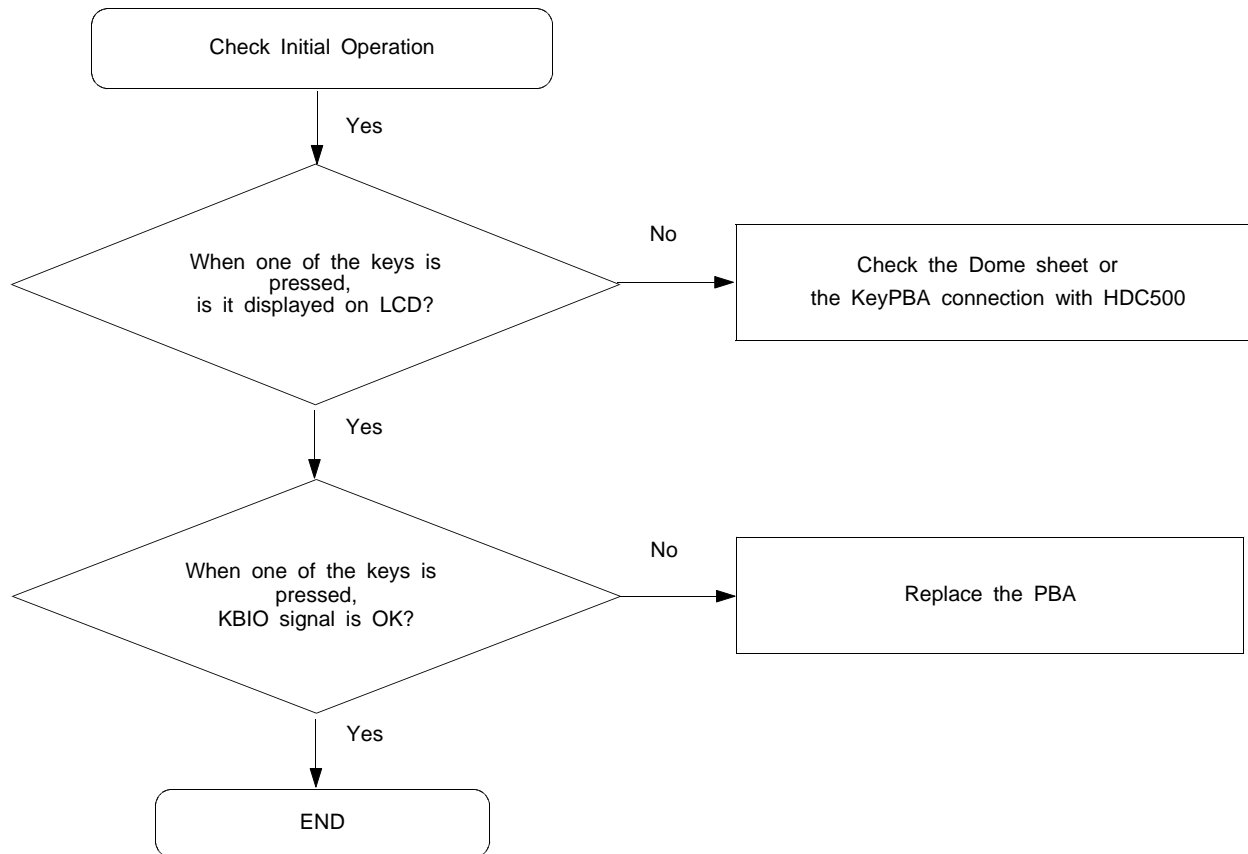 Check Initial Operation
Yes
When one of the keys is
pressed,
is it displayed on LCD?
No
Check the Dome sheet or
the KeyPBA connection with HDC500
Yes
When one of the keys is
pressed,
KBIO signal is OK?
No
Replace the PBA
Yes
END